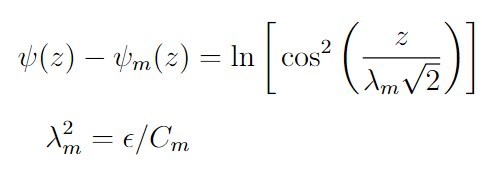 ψ(z) − ψ_m(z) = ln [ cos² ( z / (λ_m √2) ) ]
λ_m² = ϵ/C_m